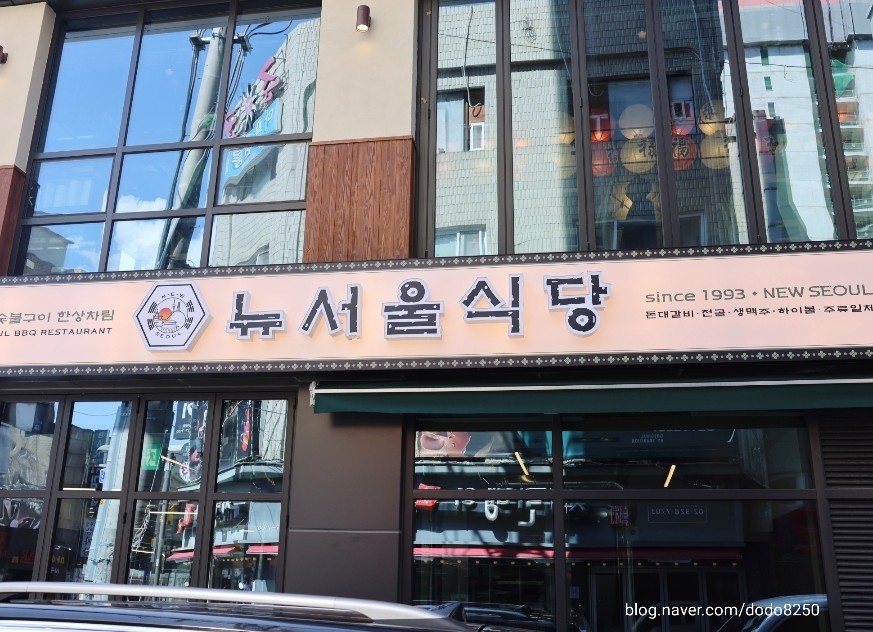 숯불구이 한상차림
UL BBQ RESTAURANT
NEW
SEOUL
뉴서울식당
since 1993 • NEW SEOUL
돈대갈비·전골·생맥주·하이볼·주류일체
blog.naver.com/dodo8250